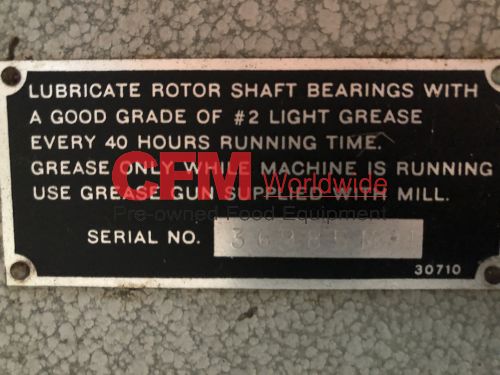 LUBRICATE ROTOR SHAFT BEARINGS WITH
A GOOD GRADE OF #2 LIGHT GREASE
EVERY 40 HOURS RUNNING TIME.
GREASE ONLY WHILE MACHINE IS RUNNING
USE GREASE GUN SUPPLIED WITH MILL.
CFM Worldwide
Pre-owned Food Equipment
SERIAL NO.
30710